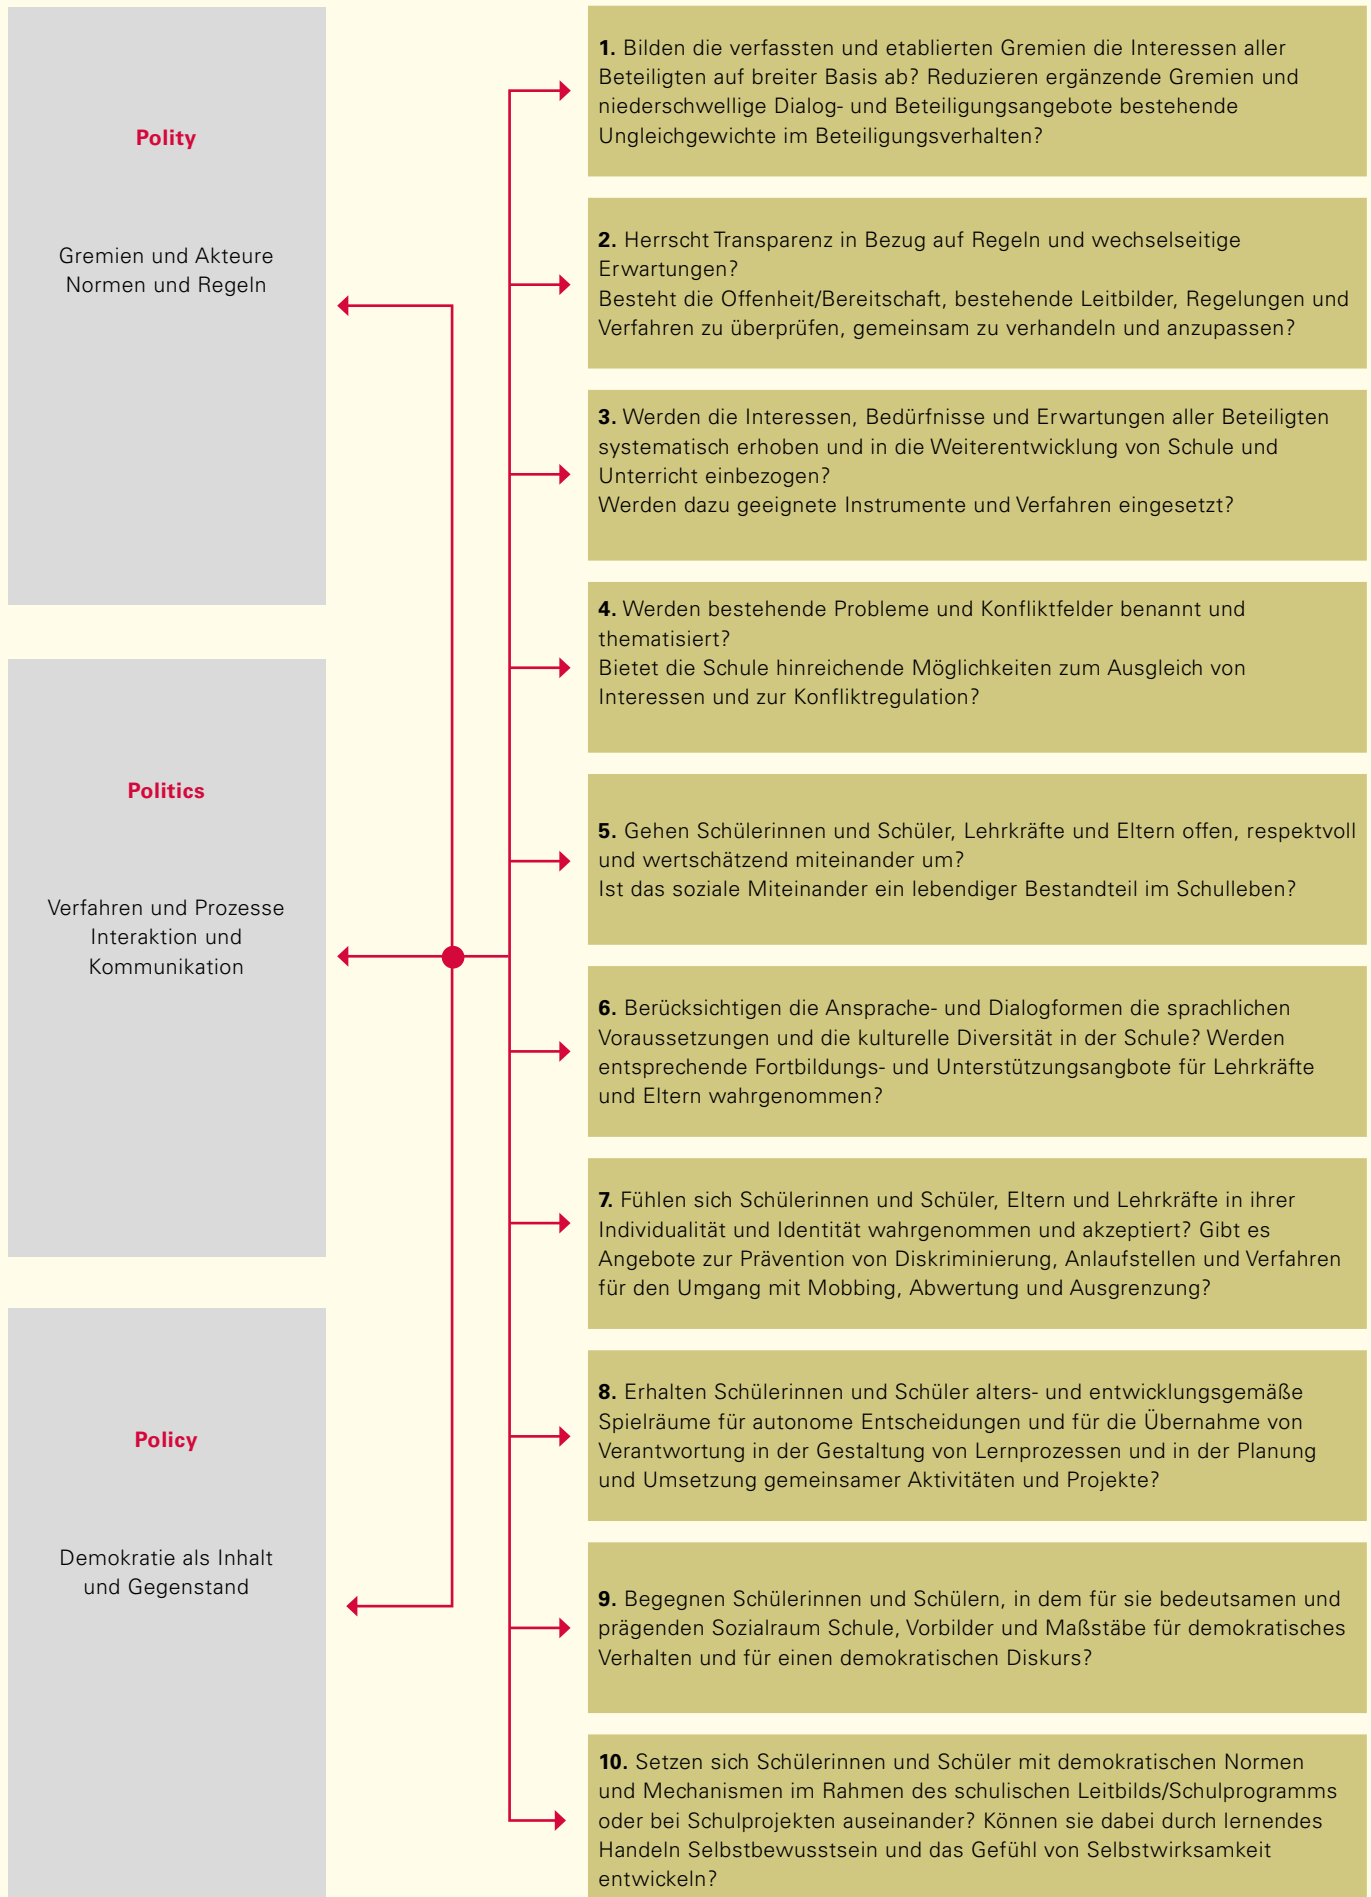 Polity
Gremien und Akteure
Normen und Regeln
Politics
Verfahren und Prozesse
Interaktion und
Kommunikation
Policy
Demokratie als Inhalt
und Gegenstand
1. Bilden die verfassten und etablierten Gremien die Interessen aller
Beteiligten auf breiter Basis ab? Reduzieren ergänzende Gremien und
niederschwellige Dialog- und Beteiligungsangebote bestehende
Ungleichgewichte im Beteiligungsverhalten?
2. Herrscht Transparenz in Bezug auf Regeln und wechselseitige
Erwartungen?
Besteht die Offenheit/Bereitschaft, bestehende Leitbilder, Regelungen und
Verfahren zu überprüfen, gemeinsam zu verhandeln und anzupassen?
3. Werden die Interessen, Bedürfnisse und Erwartungen aller Beteiligten
systematisch erhoben und in die Weiterentwicklung von Schule und
Unterricht einbezogen?
Werden dazu geeignete Instrumente und Verfahren eingesetzt?
4. Werden bestehende Probleme und Konfliktfelder benannt und
thematisiert?
Bietet die Schule hinreichende Möglichkeiten zum Ausgleich von
Interessen und zur Konfliktregulation?
5. Gehen Schülerinnen und Schüler, Lehrkräfte und Eltern offen, respektvoll
und wertschätzend miteinander um?
Ist das soziale Miteinander ein lebendiger Bestandteil im Schulleben?
6. Berücksichtigen die Ansprache- und Dialogformen die sprachlichen
Voraussetzungen und die kulturelle Diversität in der Schule? Werden
entsprechende Fortbildungs- und Unterstützungsangbote für Lehrkräfte
und Eltern wahrgenommen?
7. Fühlen sich Schülerinnen und Schüler, Eltern und Lehrkräfte in ihrer
Individualität und Identität wahrgenommen und akzeptiert? Gibt es
Angebote zur Prävention von Diskriminierung, Anlaufstellen und Verfahren
für den Umgang mit Mobbing, Abwertung und Ausgrenzung?
8. Erhalten Schülerinnen und Schüler alters- und entwicklungsgemäße
Spielräume für autonome Entscheidungen und für die Übernahme von
Verantwortung in der Gestaltung von Lernprozessen und in der Planung
und Umsetzung gemeinsamer Aktivitäten und Projekte?
9. Begegnen Schülerinnen und Schülern, in dem für sie bedeutsamen und
prägenden Sozialraum Schule, Vorbilder und Maßstäbe für demokratisches
Verhalten und für einen demokratischen Diskurs?
10. Setzen sich Schülerinnen und Schüler mit demokratischen Normen
und Mechanismen im Rahmen des schulischen Leitbilds/Schulprogramms
oder bei Schulprojekten auseinander? Können sie dabei durch lernendes
Handeln Selbstbewusstsein und das Gefühl von Selbstwirksamkeit
entwickeln?